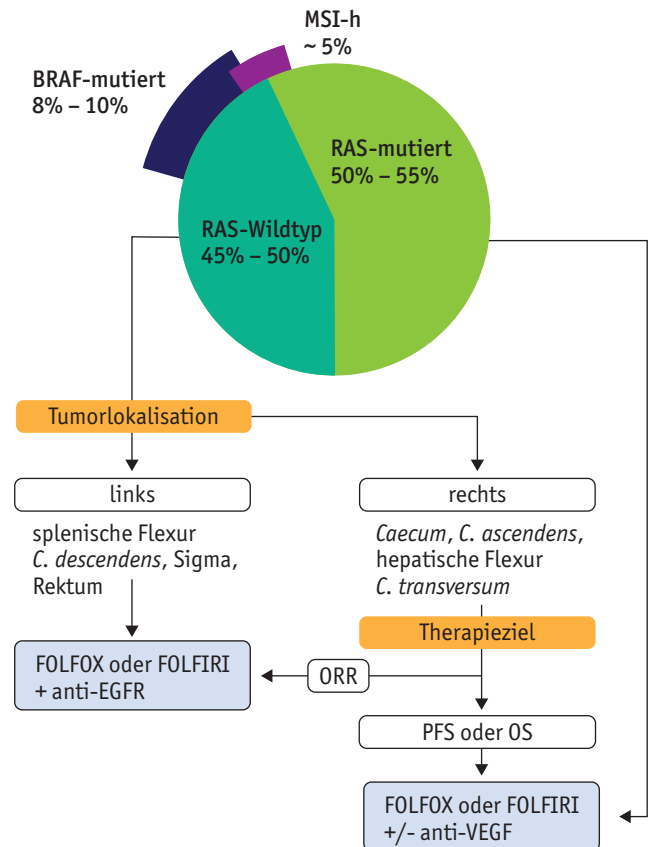 MSI-h
~ 5%
BRAF-mutiert
8% – 10%
RAS-mutiert
50% – 55%
RAS-Wildtyp
45% – 50%
Tumorlokalisation
links
rechts
splenische Flexur
C. descendens, Sigma,
Rektum
Caecum, C. ascendens,
hepatische Flexur
C. transversum
Therapieziel
FOLFOX oder FOLFIRI
+ anti-EGFR
ORR
PFS oder OS
FOLFOX oder FOLFIRI
+/- anti-VEGF